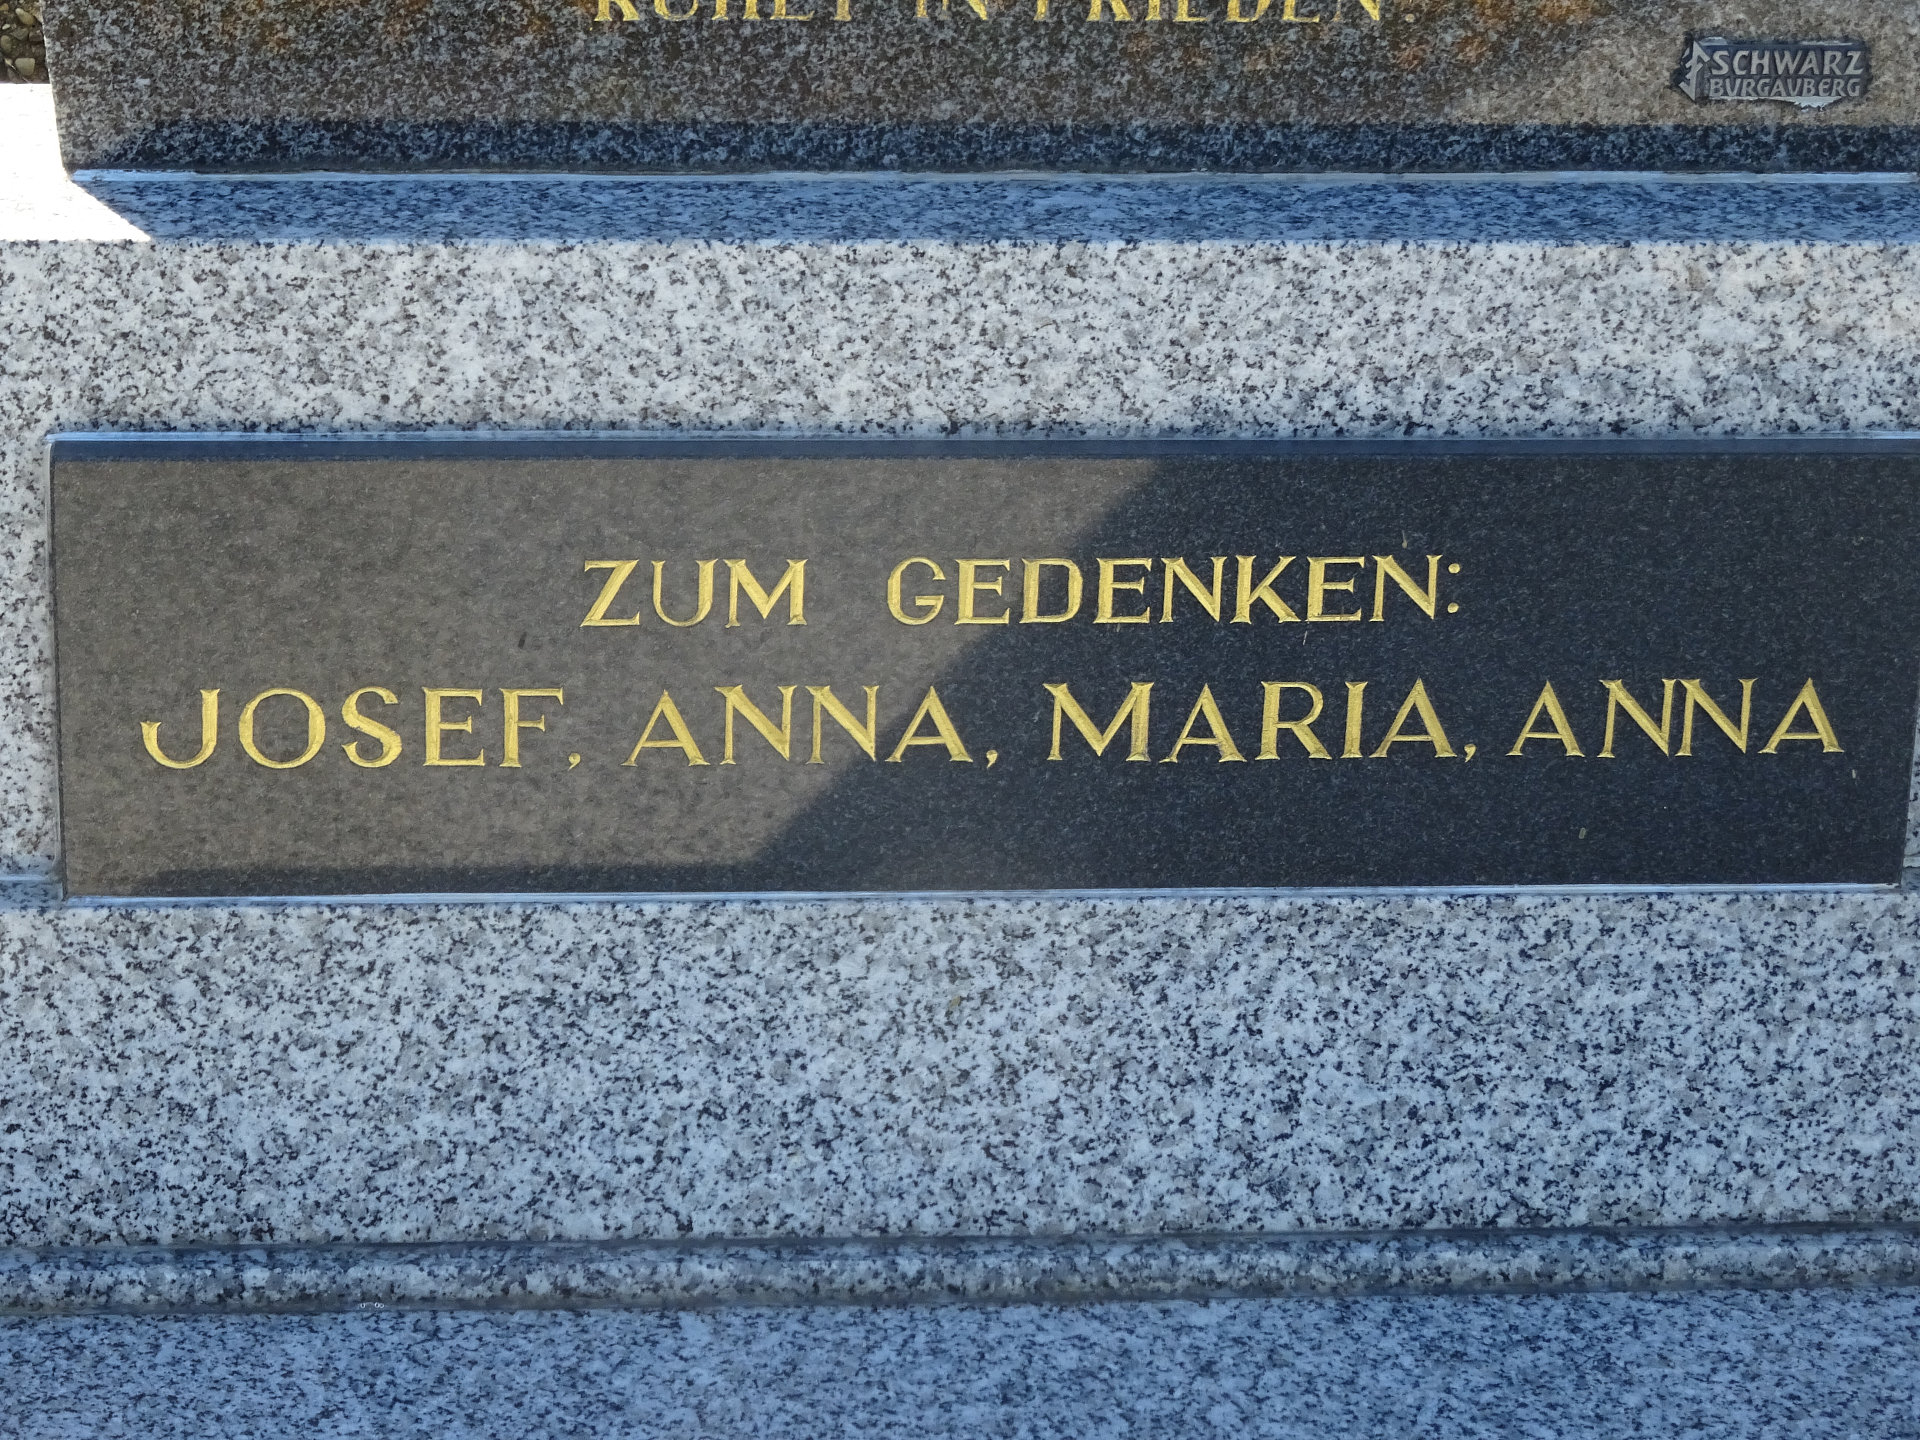 RUHET IN FRIEDEN.
SCHWARZ
BURGAUBERG
ZUM GEDENKEN:
JOSEF, ANNA, MARIA, ANNA